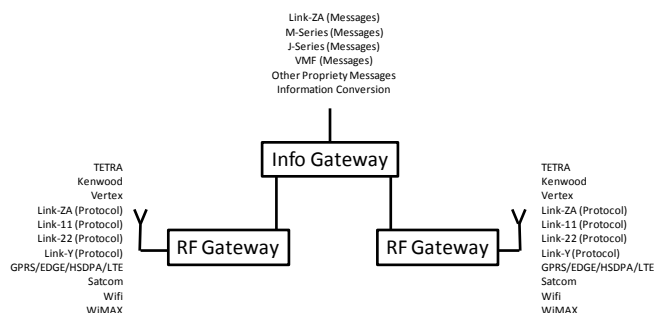 Link-ZA (Messages)
M-Series (Messages)
J-Series (Messages)
VMF (Messages)
Other Propriety Messages
Information Conversion
Info Gateway
TETRA
Kenwood
Vertex
Link-ZA (Protocol)
Link-11 (Protocol)
Link-22 (Protocol)
Link-Y (Protocol)
GPRS/EDGE/HSDPA/LTE
Satcom
Wifi
WiMAX
RF Gateway
RF Gateway
TETRA
Kenwood
Vertex
Link-ZA (Protocol)
Link-11 (Protocol)
Link-22 (Protocol)
Link-Y (Protocol)
GPRS/EDGE/HSDPA/LTE
Satcom
Wifi
WiMAX